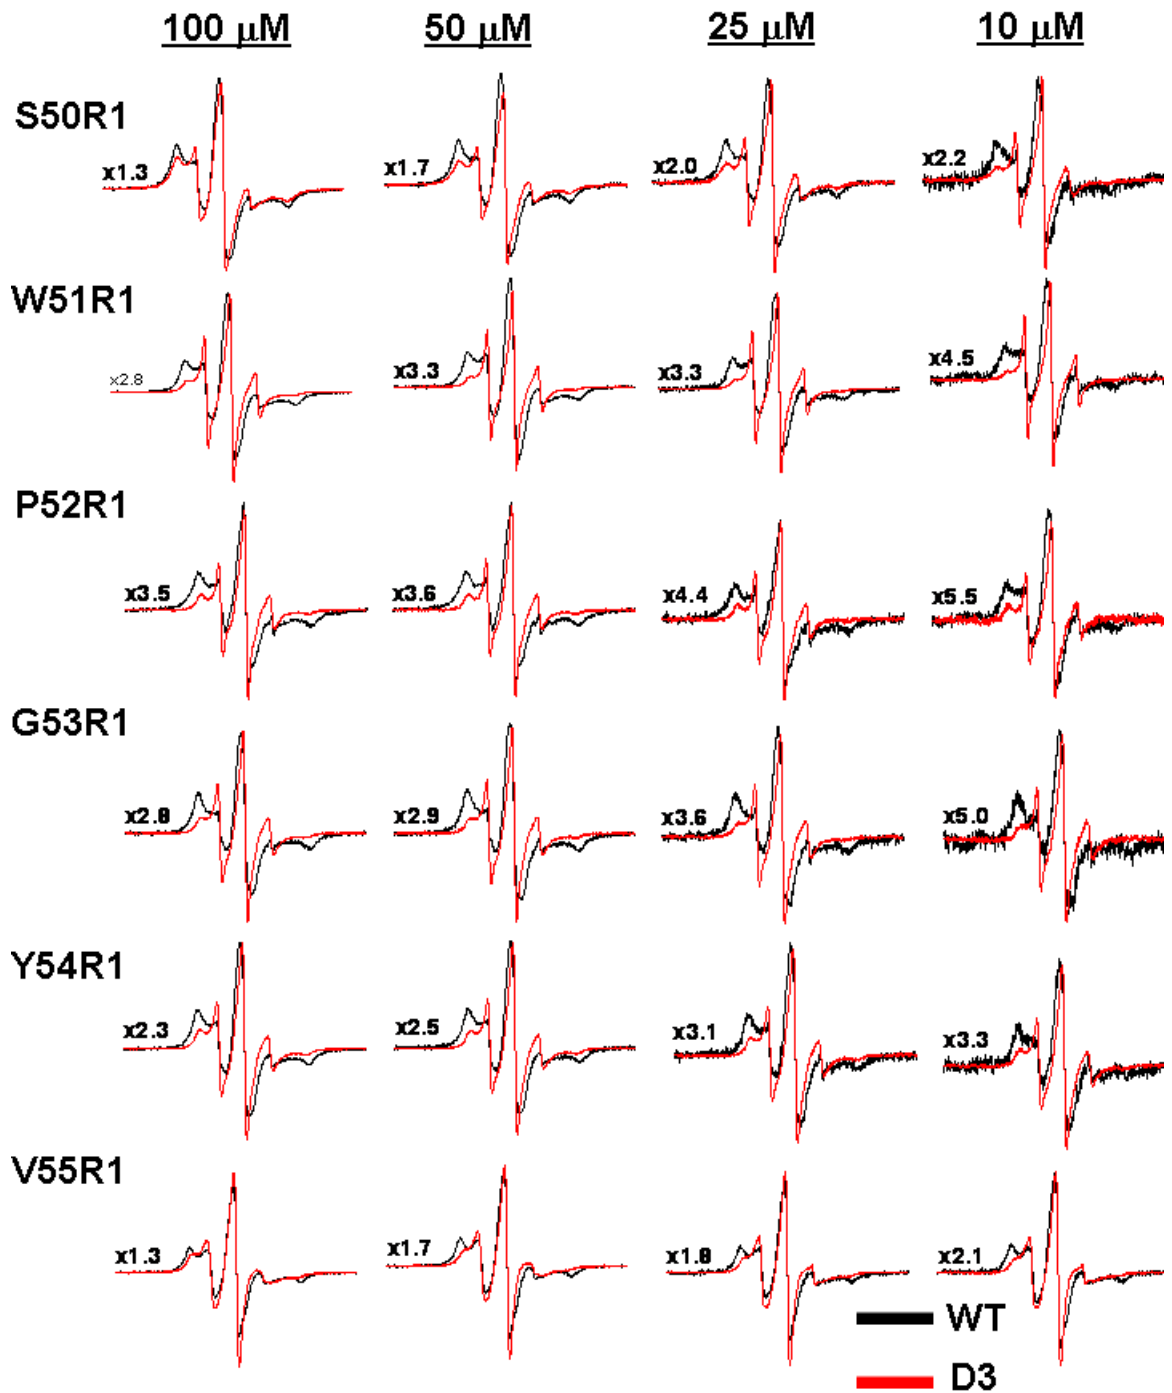 100 μM 50 μM 25 μM 10 μM
S50R1
x1.3 x1.7 x2.0 x2.2
W51R1
x2.8 x3.3 x3.3 x4.5
P52R1
x3.5 x3.6 x4.4 x5.5
G53R1
x2.8 x2.9 x3.6 x5.0
Y54R1
x2.3 x2.5 x3.1 x3.3
V55R1
x1.3 x1.7 x1.8 x2.1
WT
D3